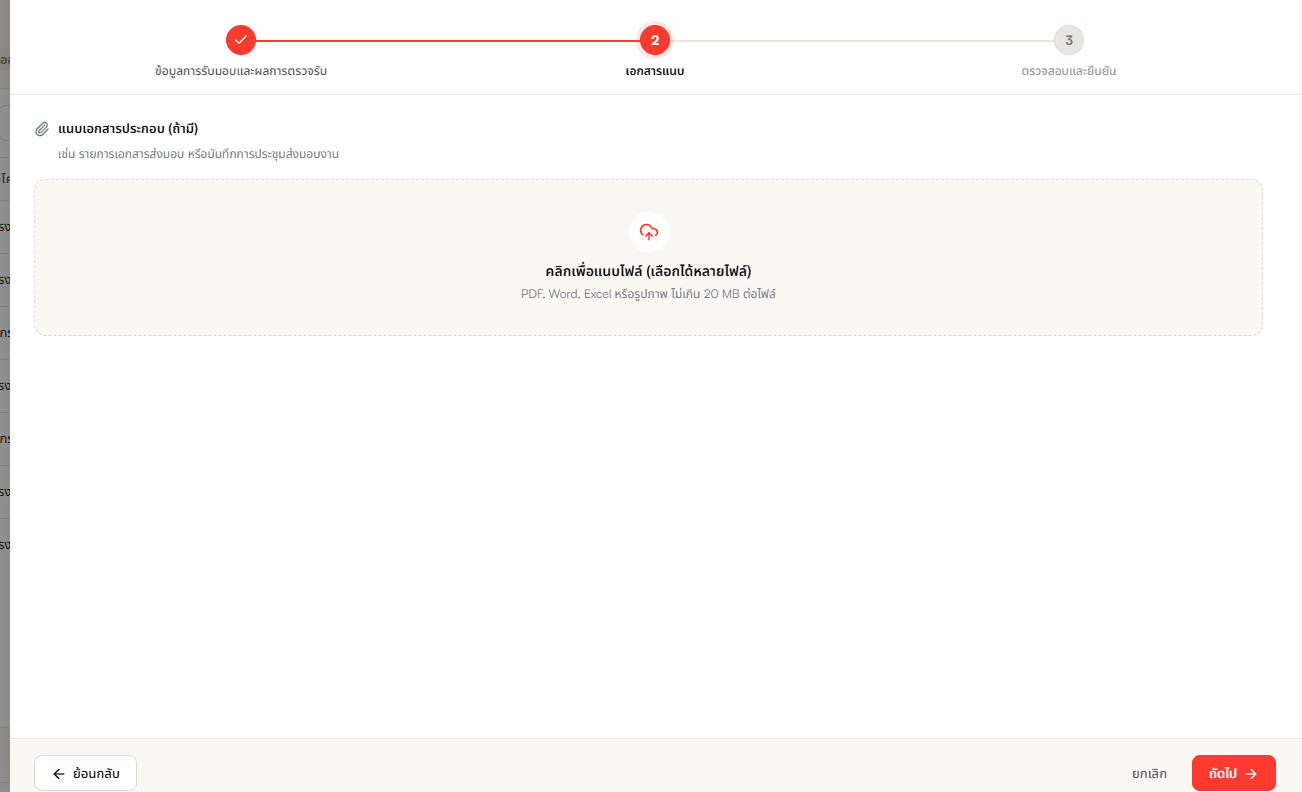 2
3
ข้อมูลการรับมอบและผลการตรวจรับ
เอกสารแนบ
ตรวจสอบและยืนยัน
แนบเอกสารประกอบ (ถ้ามี)
เช่น รายการเอกสารส่งมอบ หรือบันทึกการประชุมส่งมอบงาน
คลิกเพื่อแนบไฟล์ (เลือกได้หลายไฟล์)
PDF, Word, Excel หรือรูปภาพ ไม่เกิน 20 MB ต่อไฟล์
ย้อนกลับ
ยกเลิก
ถัดไป